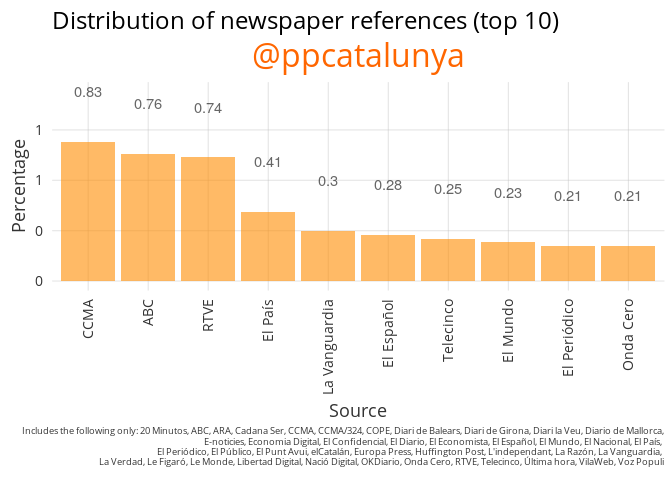 Distribution of newspaper references (top 10)
@ppcatalunya
0.83
0.76
0.74
0.41
0.3
0.28
0.25
0.23
0.21
0.21
Percentage
1
1
0
0
CCMA
ABC
RTVE
El País
La Vanguardia
El Español
Telecinco
El Mundo
El Periódico
Onda Cero
Source
Includes the following only: 20 Minutos, ABC, ARA, Cadana Ser, CCMA, CCMA/324, COPE, Diari de Balears, Diari de Girona, Diari la Veu, Diario de Mallorca,
E-noticies, Economia Digital, El Confidencial, El Diario, El Economista, El Español, El Mundo, El Nacional, El País,
El Periódico, El Público, El Punt Avui, elCatalán, Europa Press, Huffington Post, L'independant, La Razón, La Vanguardia,
La Verdad, Le Figaró, Le Monde, Libertad Digital, Nació Digital, OKDiario, Onda Cero, RTVE, Telecinco, Última hora, VilaWeb, Voz Populi